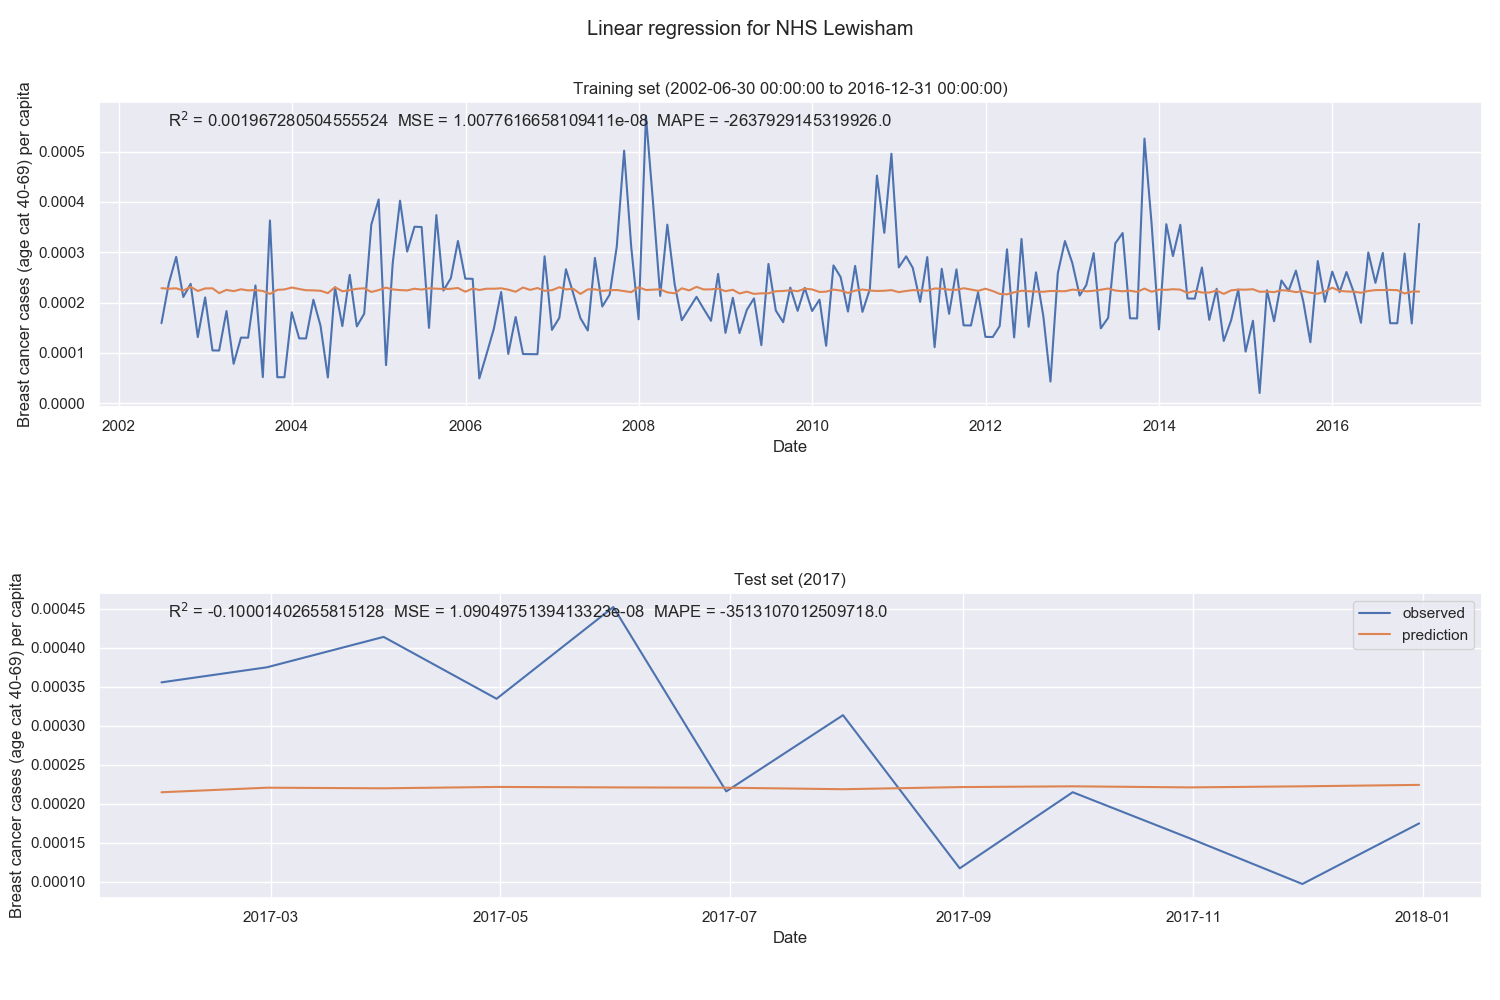 Linear regression for NHS Lewisham
Training set (2002-06-30 00:00:00 to 2016-12-31 00:00:00)
R² = 0.001967280504555524  MSE = 1.0077616658109411e-08  MAPE = -2637929145319926.0
Breast cancer cases (age cat 40-69) per capita
0.0005
0.0004
0.0003
0.0002
0.0001
0.0000
2002 2004 2006 2008 2010 2012 2014 2016
Date
Test set (2017)
R² = -0.10001402655815128  MSE = 1.0904975139413323e-08  MAPE = -3513107012509718.0
observed
prediction
Breast cancer cases (age cat 40-69) per capita
0.00045
0.00040
0.00035
0.00030
0.00025
0.00020
0.00015
0.00010
2017-03 2017-05 2017-07 2017-09 2017-11 2018-01
Date